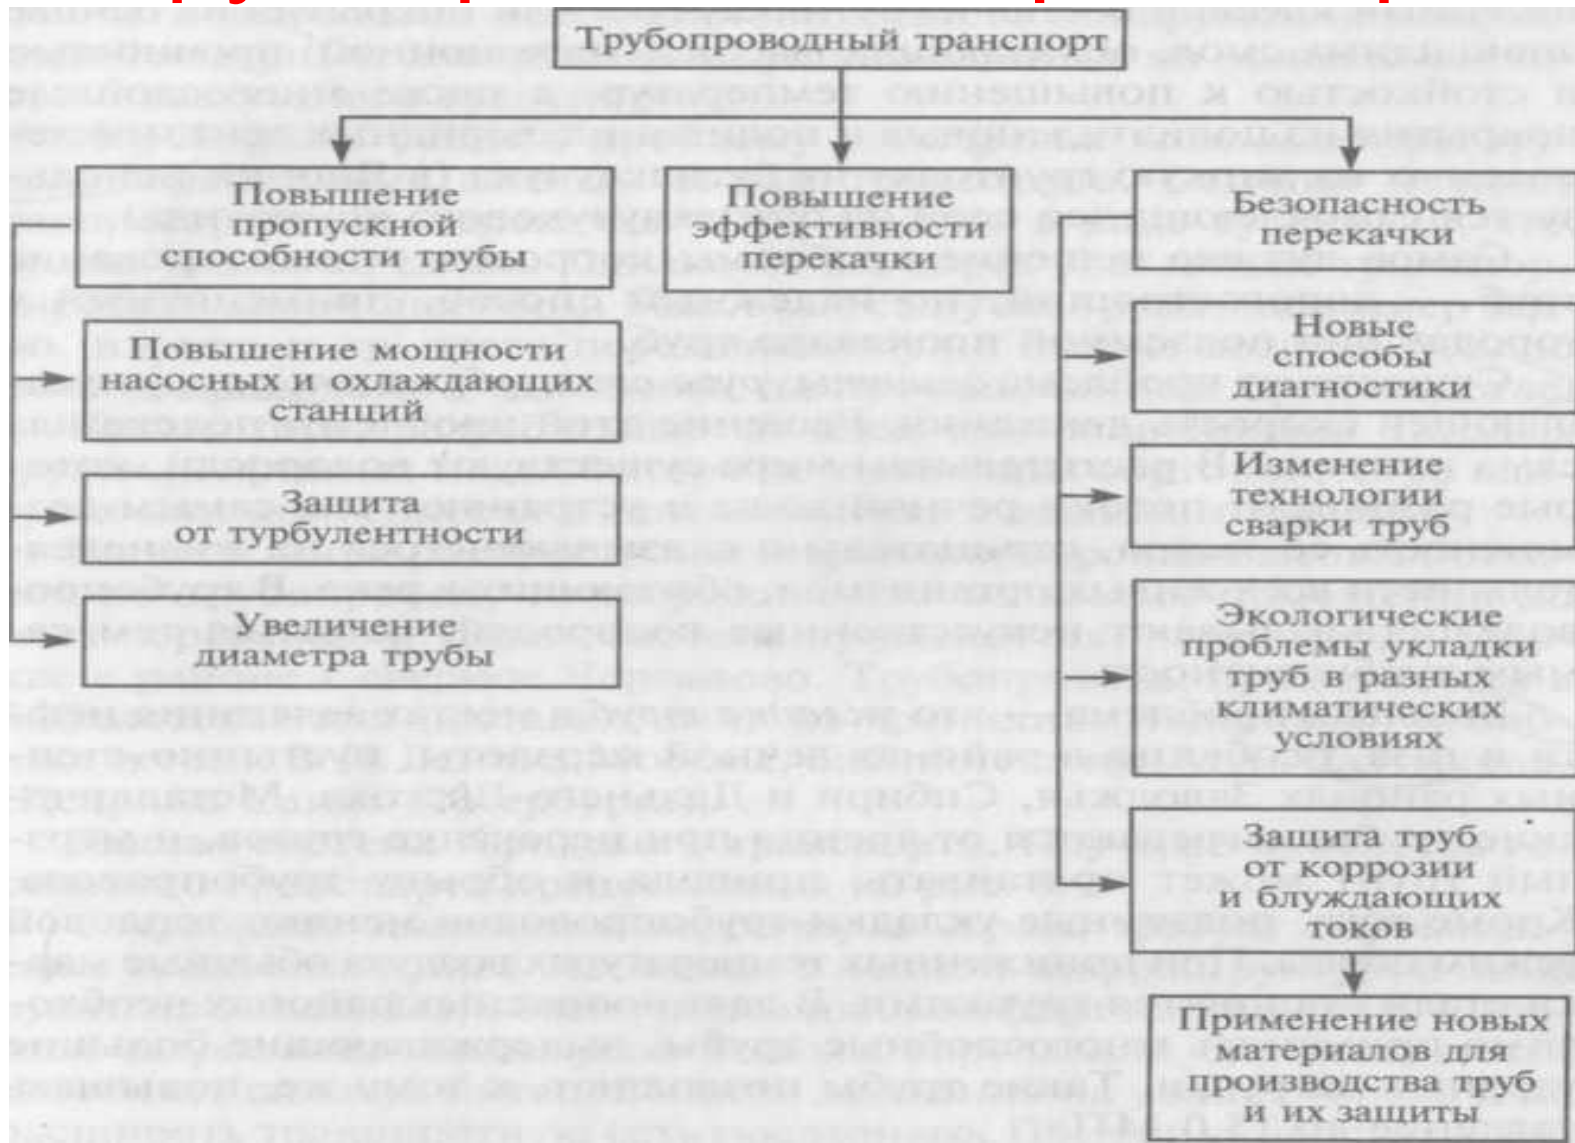 Трубопроводный транспорт
Повышение
пропускной
способности трубы
Повышение мощности
насосных и охлаждающих
станций
Защита
от турбулентности
Увеличение
диаметра трубы
Повышение
эффективности
перекачки
Безопасность
перекачки
Новые
способы
диагностики
Изменение
технологии
сварки труб
Экологические
проблемы укладки
труб в разных
климатических
условиях
Защита труб
от коррозии
и блуждающих
токов
Применение новых
материалов для
производства труб
и их защиты